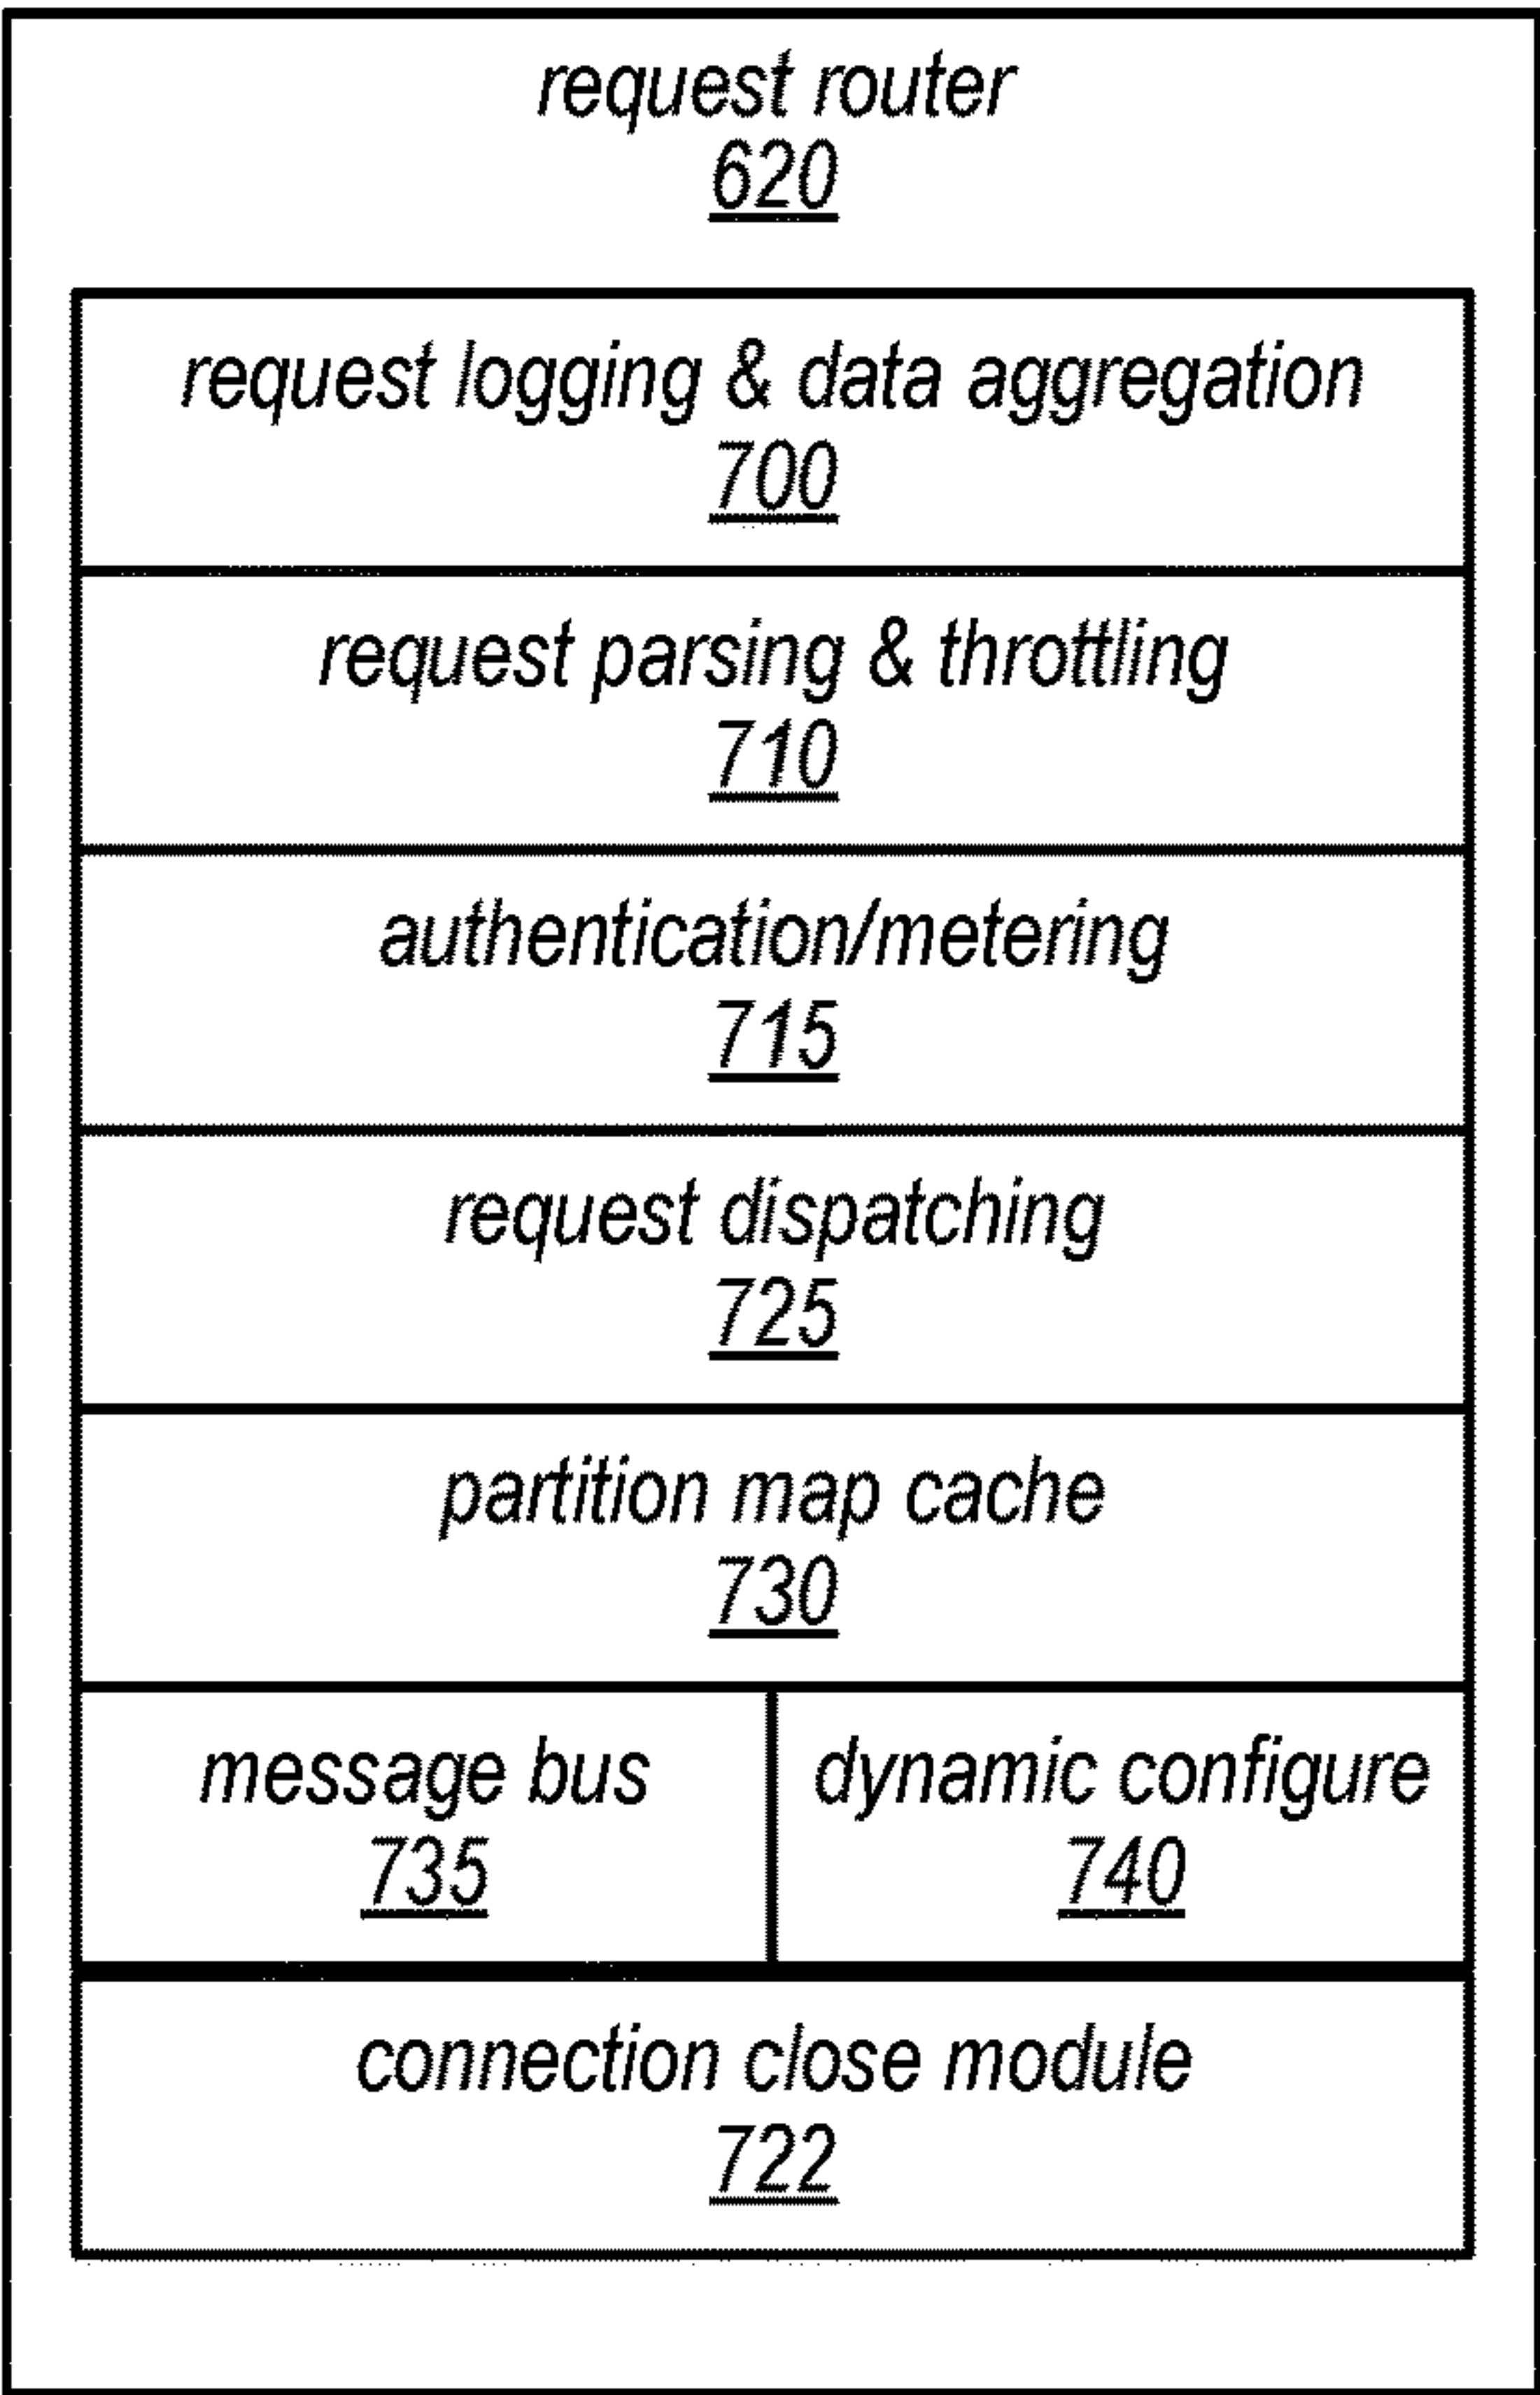 request router
620
request logging & data aggregation
700
request parsing & throttling
710
authentication/metering
715
request dispatching
725
partition map cache
730
message bus
735
dynamic configure
740
connection close module
722